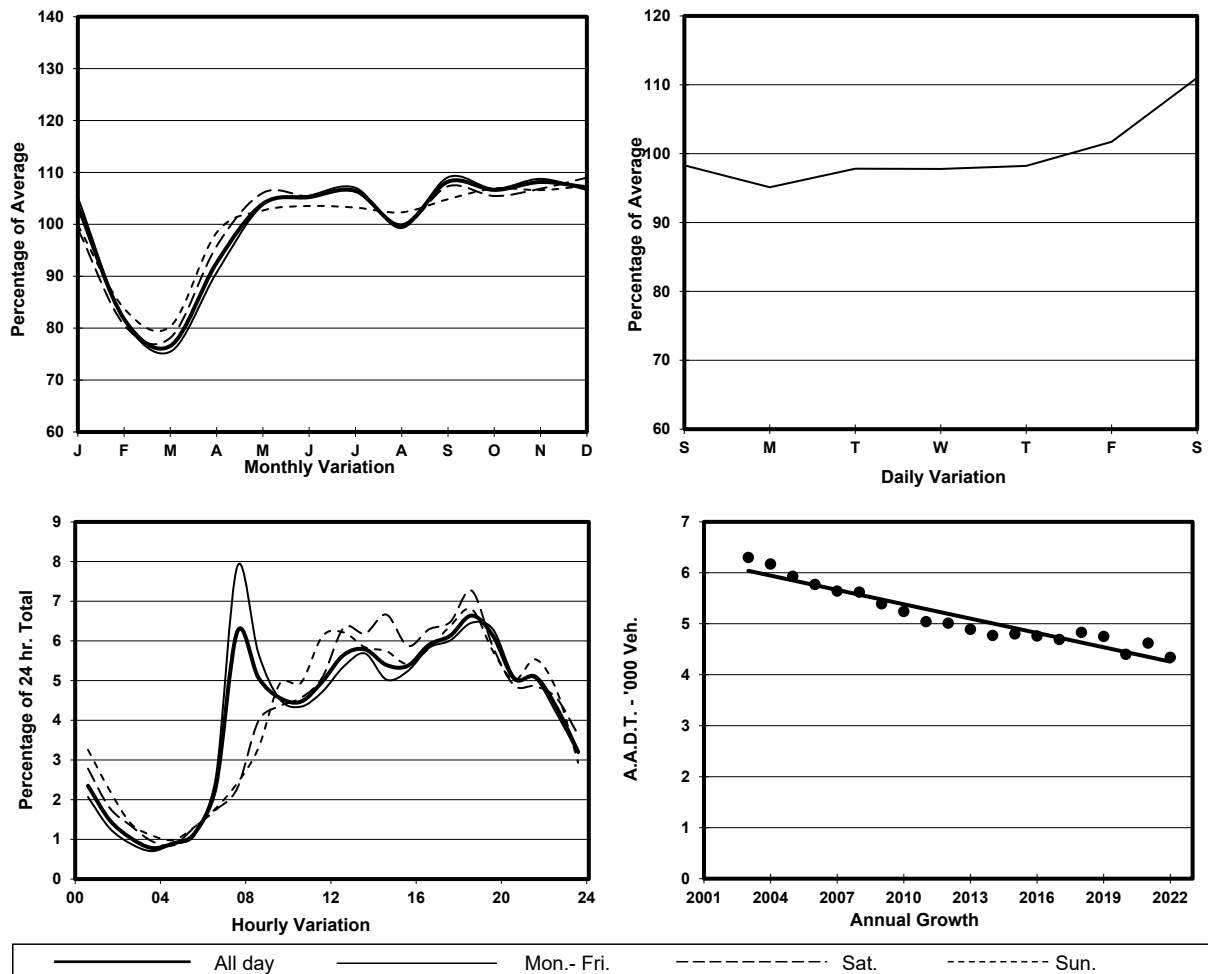 140
130
120
110
100
90
80
70
60
Percentage of Average
J F M A M J J A S O N D
Monthly Variation
120
110
100
90
80
70
60
Percentage of Average
S M T W T F S
Daily Variation
9
8
7
6
5
4
3
2
1
0
Percentage of 24 hr. Total
00 04 08 12 16 20 24
Hourly Variation
7
6
5
4
3
2
1
0
A.A.D.T. - '000 Veh.
2001 2004 2007 2010 2013 2016 2019 2022
Annual Growth
All day Mon.- Fri. Sat. Sun.